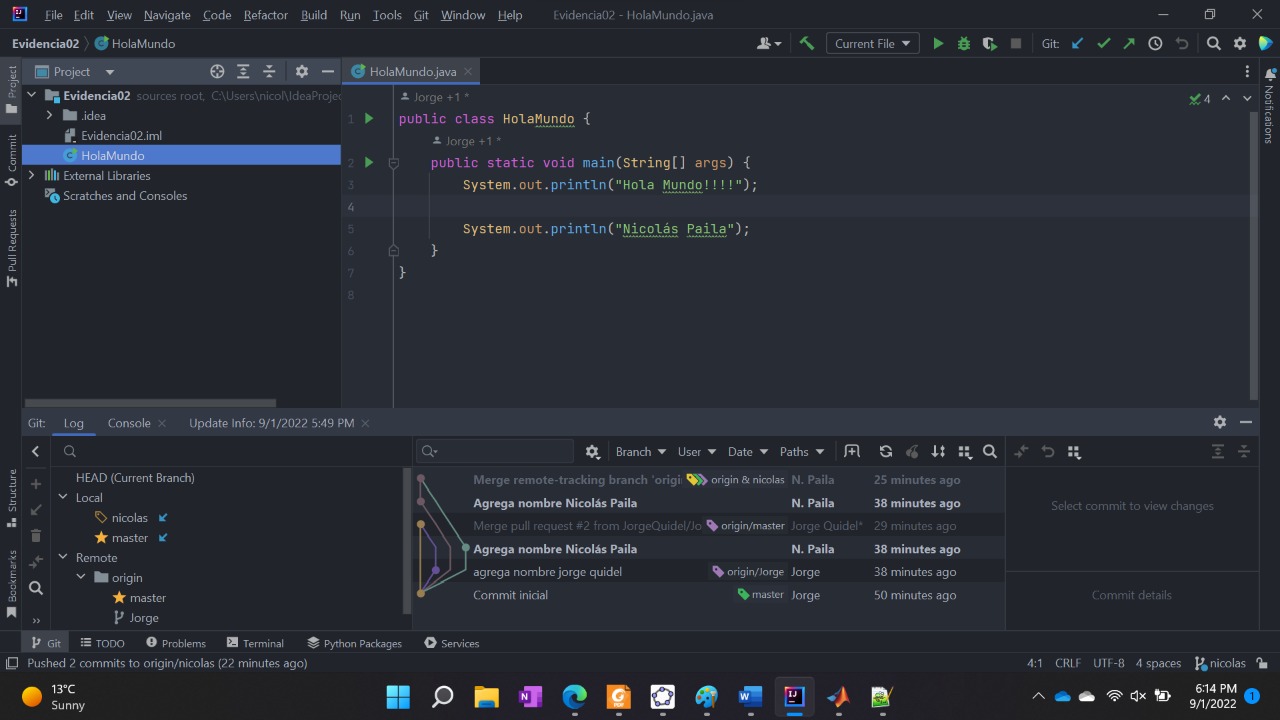 File Edit View Navigate Code Refactor Build Run Tools Git Window Help Evidencia02 - HolaMundo.java
Evidencia02 HolaMundo Current File Git:
Project Project HolaMundo.java
Evidencia02 sources root, C:\Users\nicol\IdeaProjec
.idea
Evidencia02.iml
HolaMundo
External Libraries
Scratches and Consoles
Commit
Pull Requests
Structure
Bookmarks
Notifications
Jorge +1 *
4
1 public class HolaMundo {
Jorge +1 *
2 public static void main(String[] args) {
3 System.out.println("Hola Mundo!!!!");
4
5 System.out.println("Nicolás Paila");
6 }
7 }
8
Git: Log Console Update Info: 9/1/2022 5:49 PM
Branch User Date Paths
HEAD (Current Branch)
Local
nicolas
master
Remote
origin
master
Jorge
Merge remote-tracking branch 'origi origin & nicolas N. Paila 25 minutes ago
Agrega nombre Nicolás Paila N. Paila 38 minutes ago
Merge pull request #2 from JorgeQuidel/Jo origin/master Jorge Quidel* 29 minutes ago
Agrega nombre Nicolás Paila N. Paila 38 minutes ago
agrega nombre jorge quidel origin/Jorge Jorge 38 minutes ago
Commit inicial master Jorge 50 minutes ago
Select commit to view changes
Commit details
Git TODO Problems Terminal Python Packages Services
Pushed 2 commits to origin/nicolas (22 minutes ago) 4:1 CRLF UTF-8 4 spaces nicolas
13°C
Sunny
6:14 PM
9/1/2022
1